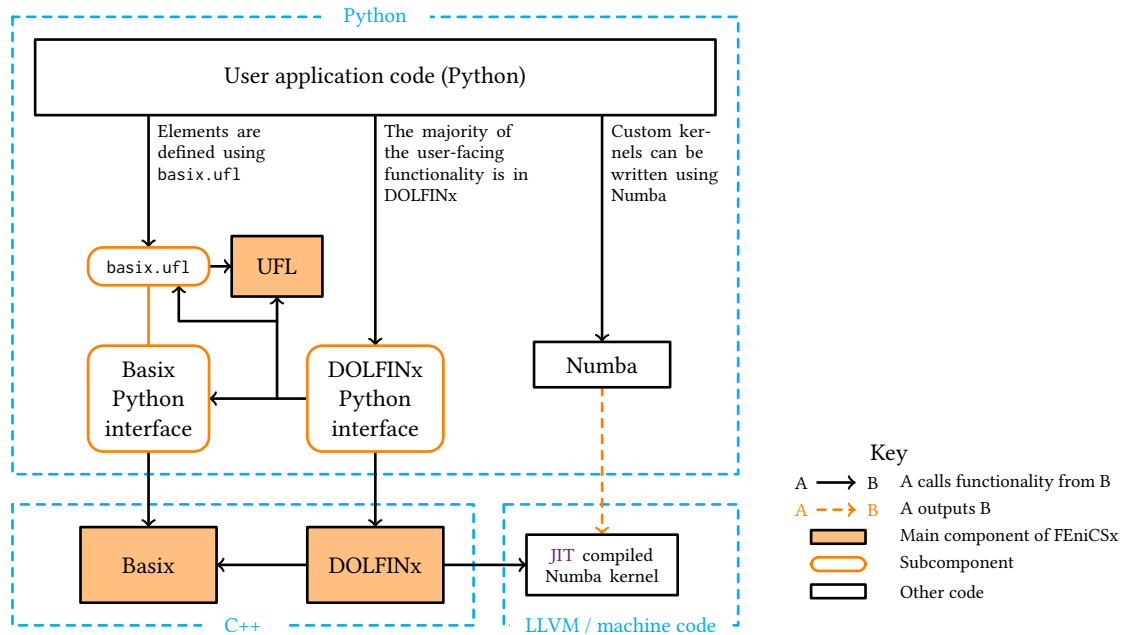 Python
User application code (Python)
Elements are
defined using
basix.ufl
The majority of
the user-facing
functionality is in
DOLFINx
Custom ker-
nels can be
written using
Numba
basix.ufl
UFL
Basix
Python
interface
DOLFINx
Python
interface
Numba
Basix
DOLFINx
JIT compiled
Numba kernel
C++
LLVM / machine code
Key
A B A calls functionality from B
A B A outputs B
Main component of FEniCSx
Subcomponent
Other code